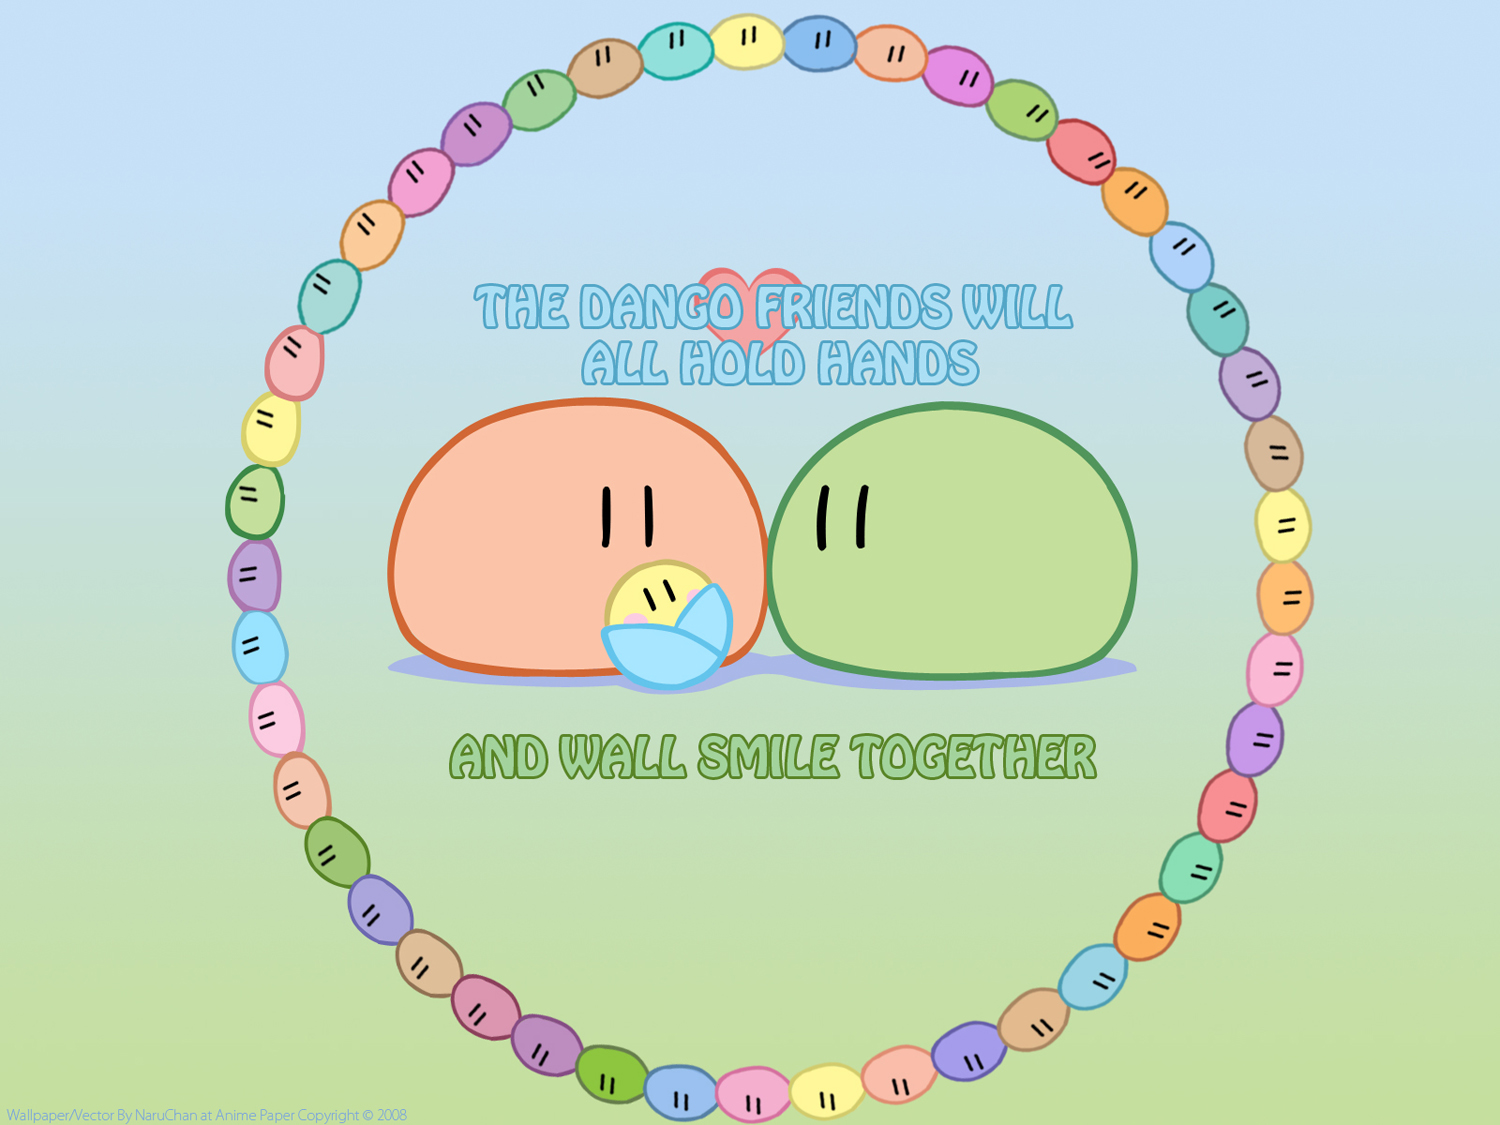 THE DANGO FRIENDS WILL
ALL HOLD HANDS
AND WALL SMILE TOGETHER
Wallpaper/Vector By NaruChan at Anime Paper Copyright © 2008